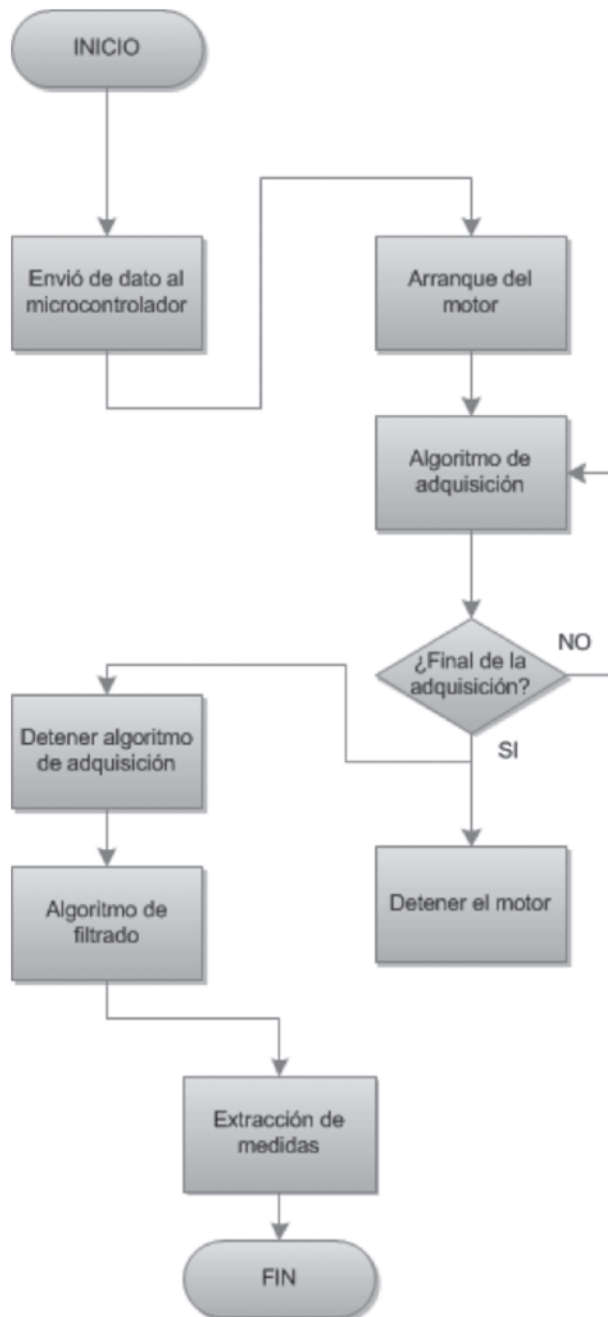 INICIO
Envió de dato al
microcontrolador
Arranque del
motor
Algoritmo de
adquisición
¿Final de la
adquisición?
NO
SI
Detener algoritmo
de adquisición
Detener el motor
Algoritmo de
filtrado
Extracción de
medidas
FIN